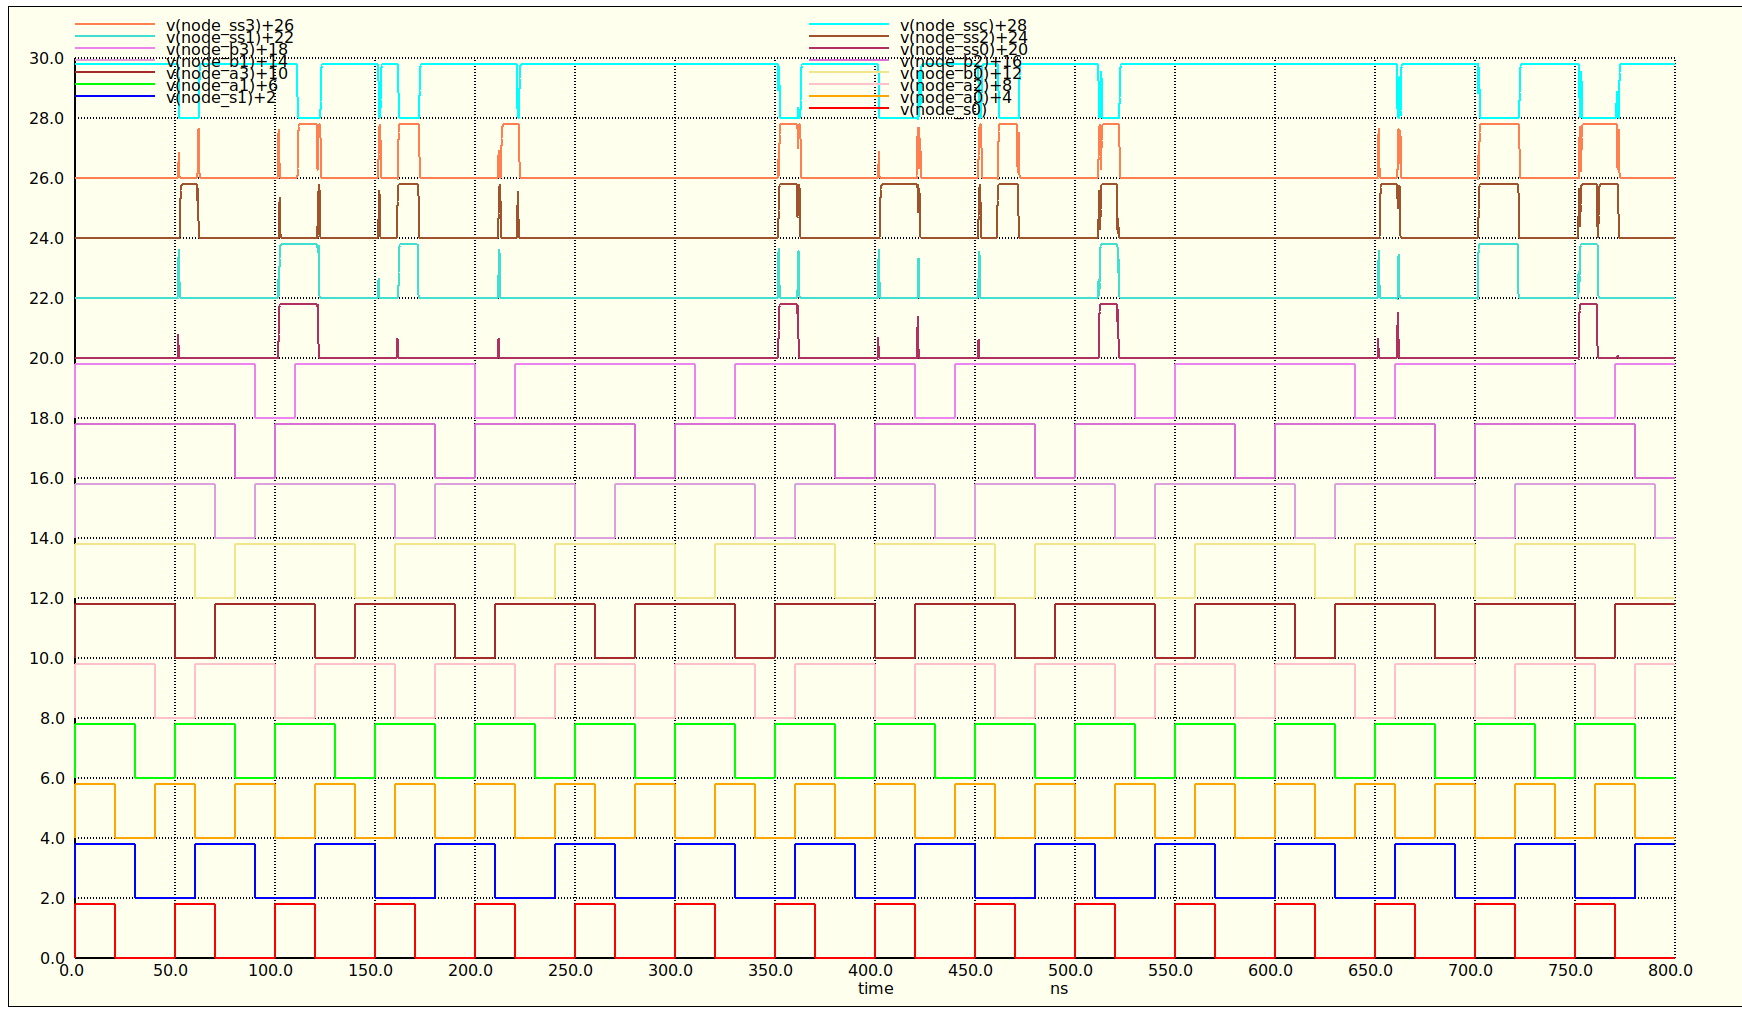 v(node_ss3)+26 v(node_ssc)+28
v(node_ss1)+22 v(node_ss2)+24
v(node_b3)+18 v(node_ss0)+20
v(node_b1)+14 v(node_b2)+16
v(node_a3)+10 v(node_b0)+12
v(node_a1)+6 v(node_a2)+8
v(node_s1)+2 v(node_a0)+4
v(node_s0)
30.0
28.0
26.0
24.0
22.0
20.0
18.0
16.0
14.0
12.0
10.0
8.0
6.0
4.0
2.0
0.0
0.0 50.0 100.0 150.0 200.0 250.0 300.0 350.0 400.0 450.0 500.0 550.0 600.0 650.0 700.0 750.0 800.0
time ns